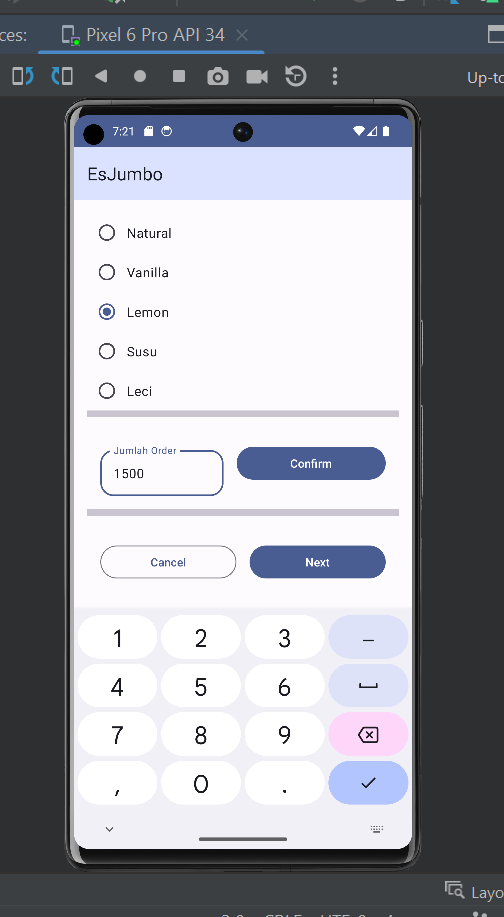 ces:
Pixel 6 Pro API 34
Up-to
7:21
EsJumbo
Natural
Vanilla
Lemon
Susu
Leci
Jumlah Order
1500
Confirm
Cancel
Next
1 2 3 –
4 5 6
7 8 9
, 0 .
Layo